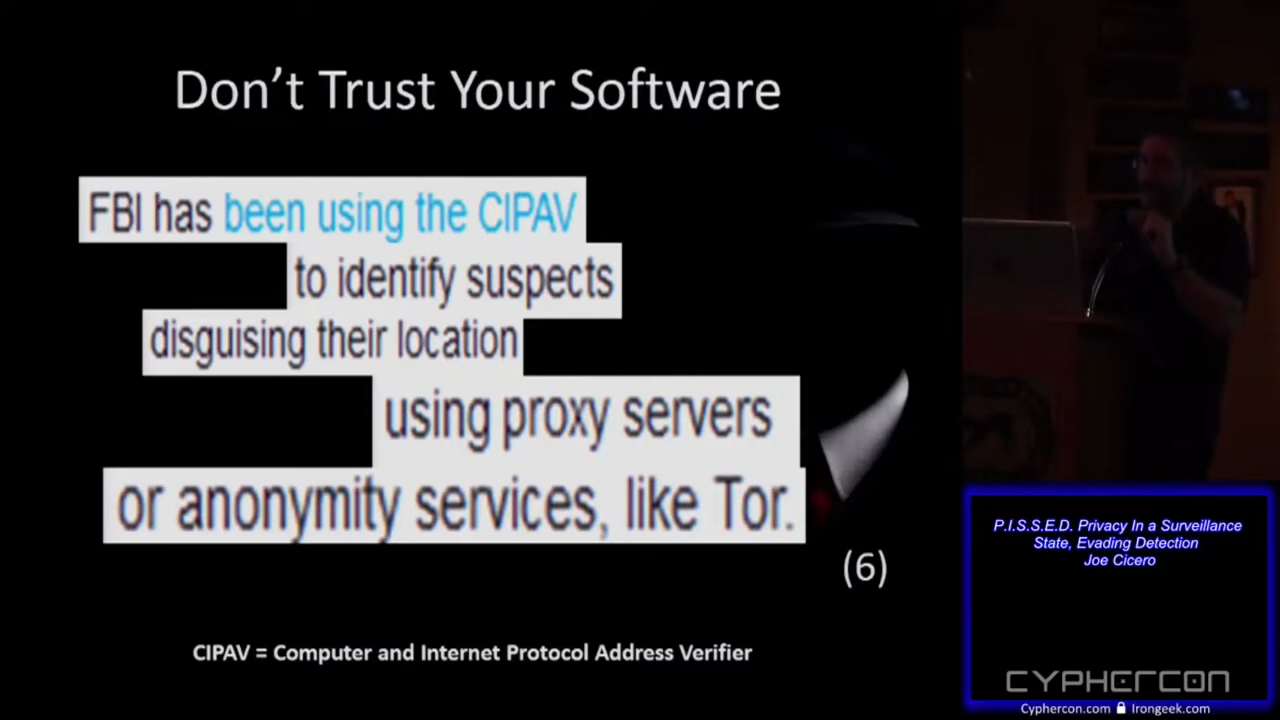 Don't Trust Your Software
FBI has been using the CIPAV
to identify suspects
disguising their location
using proxy servers
or anonymity services, like Tor.
(6)
CIPAV = Computer and Internet Protocol Address Verifier
P.I.S.S.E.D. Privacy In a Surveillance
State, Evading Detection
Joe Cicero
CYPHERCON
Cyphercon.com Irongeek.com